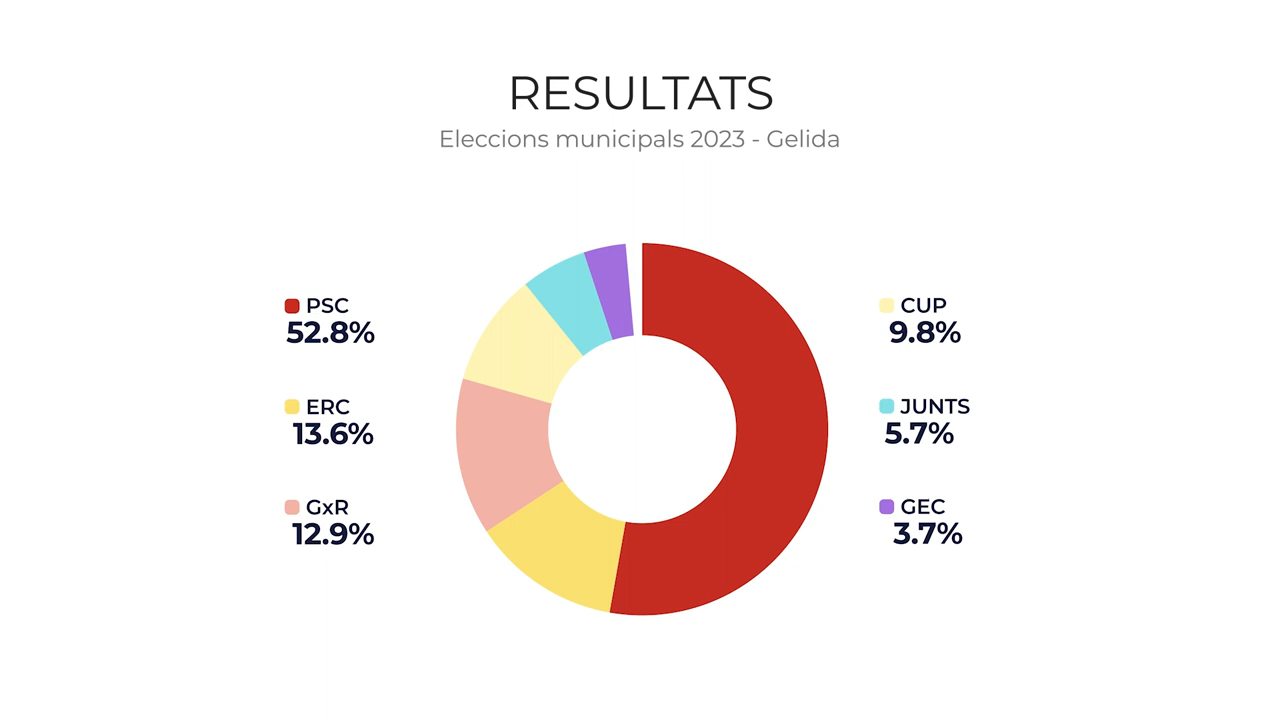 RESULTATS
Eleccions municipals 2023 - Gelida
PSC
52.8%
ERC
13.6%
GxR
12.9%
CUP
9.8%
JUNTS
5.7%
GEC
3.7%